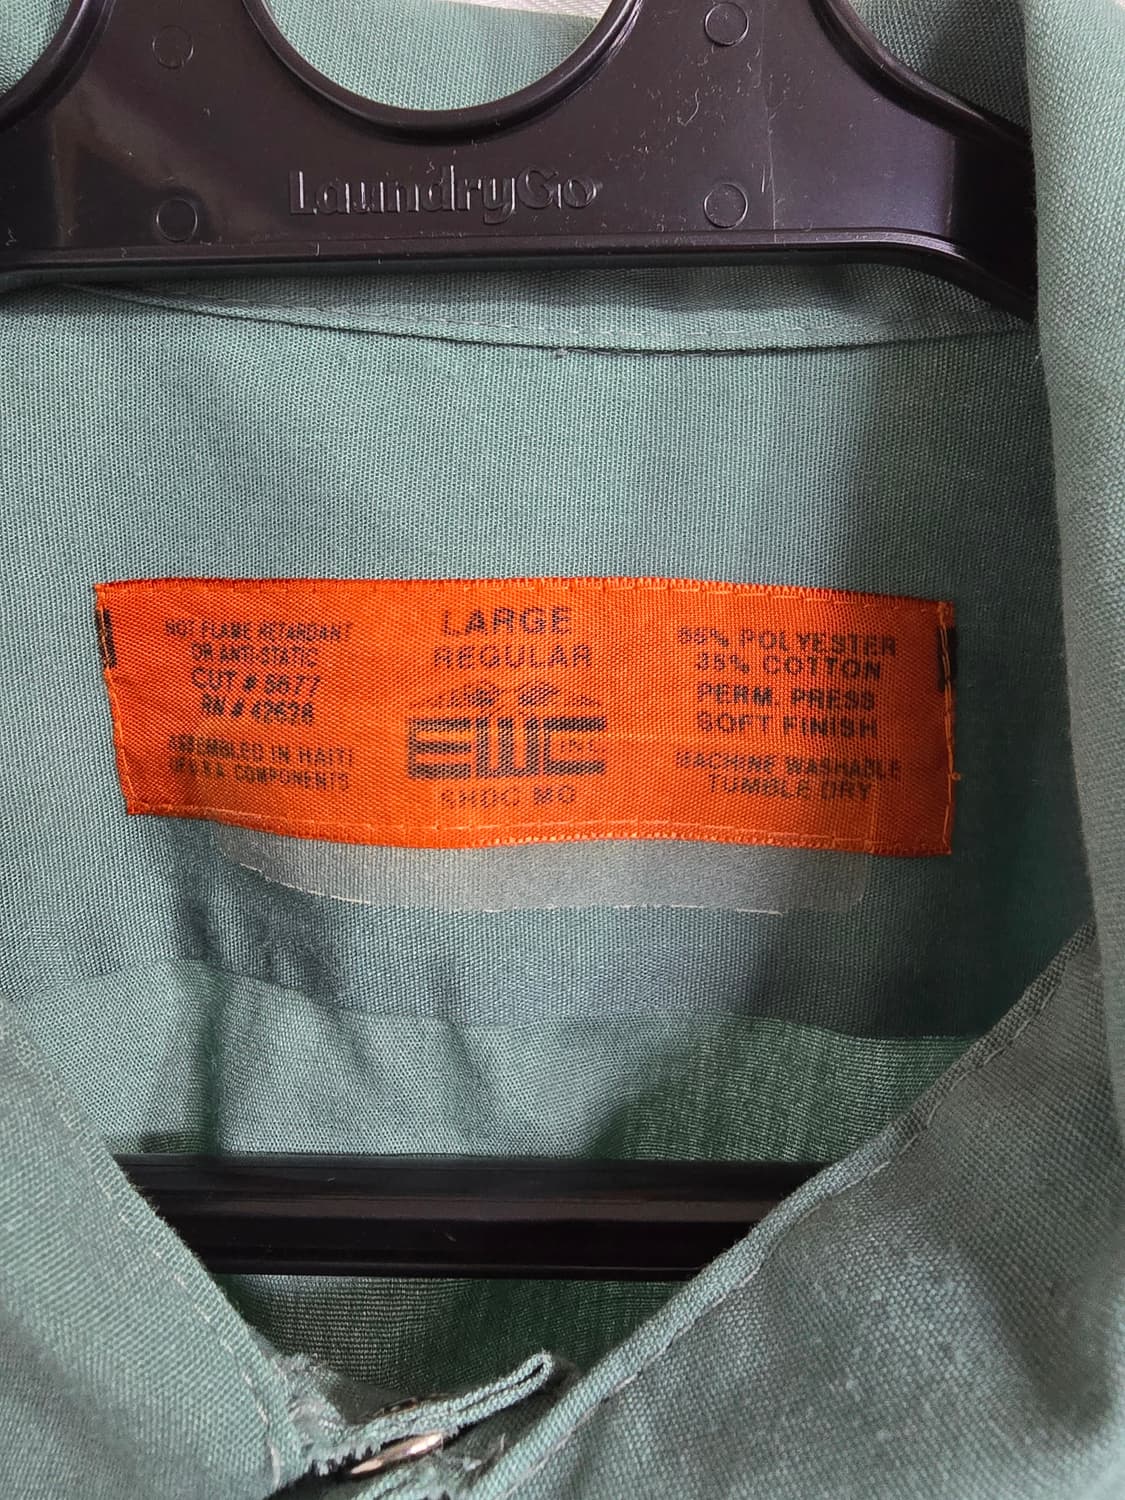 LaundryGo
NOT FLAME RETARDANT
OR ANTI-STATIC
CUT # 5677
RN # 42628
ASSEMBLED IN HAITI
OF U.S.A. COMPONENTS
LARGE
REGULAR
EWC INC
65% POLYESTER
35% COTTON
PERM. PRESS
SOFT FINISH
MACHINE WASHABLE
TUMBLE DRY